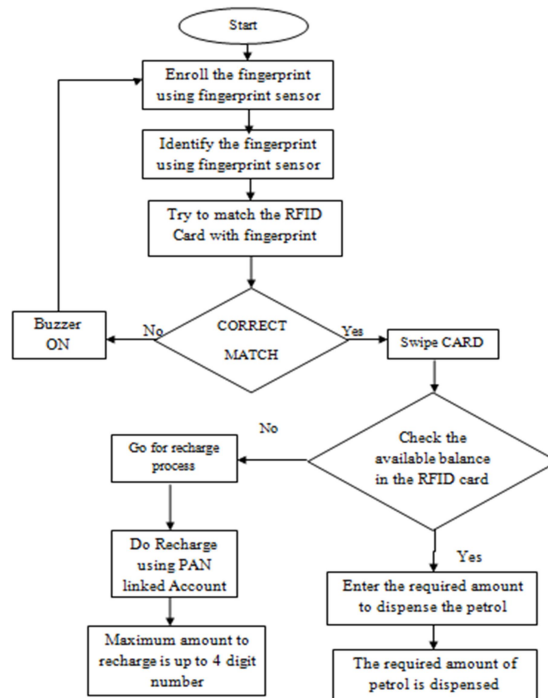 Start
Enroll the fingerprint
using fingerprint sensor
Identify the fingerprint
using fingerprint sensor
Try to match the RFID
Card with fingerprint
CORRECT
MATCH
No
Buzzer
ON
Yes
Swipe CARD
Check the
available balance
in the RFID card
No
Go for recharge
process
Do Recharge
using PAN
linked Account
Maximum amount to
recharge is up to 4 digit
number
Yes
Enter the required amount
to dispense the petrol
The required amount of
petrol is dispensed